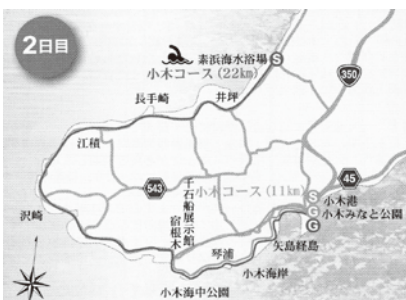 2日目
素浜海水浴場
S
小木コース(22km)
350
長手崎
井坪
江積
543
千石船展示館
宿根木
小木コース(11km)
45
S
G
G
小木港
小木みなと公園
沢崎
矢島経島
琴浦
小木海岸
小木海中公園